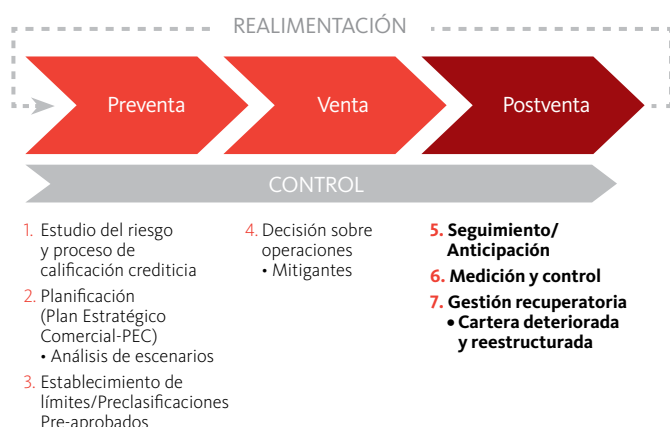 REALIMENTACIÓN
Preventa
Venta
Postventa
CONTROL
1. Estudio del riesgo
y proceso de
calificación crediticia
2. Planificación
(Plan Estratégico
Comercial-PEC)
• Análisis de escenarios
3. Establecimiento de
límites/Preclasificaciones
Pre-aprobados
4. Decisión sobre
operaciones
• Mitigantes
5. Seguimiento/
Anticipación
6. Medición y control
7. Gestión recuperatoria
• Cartera deteriorada
y reestructurada